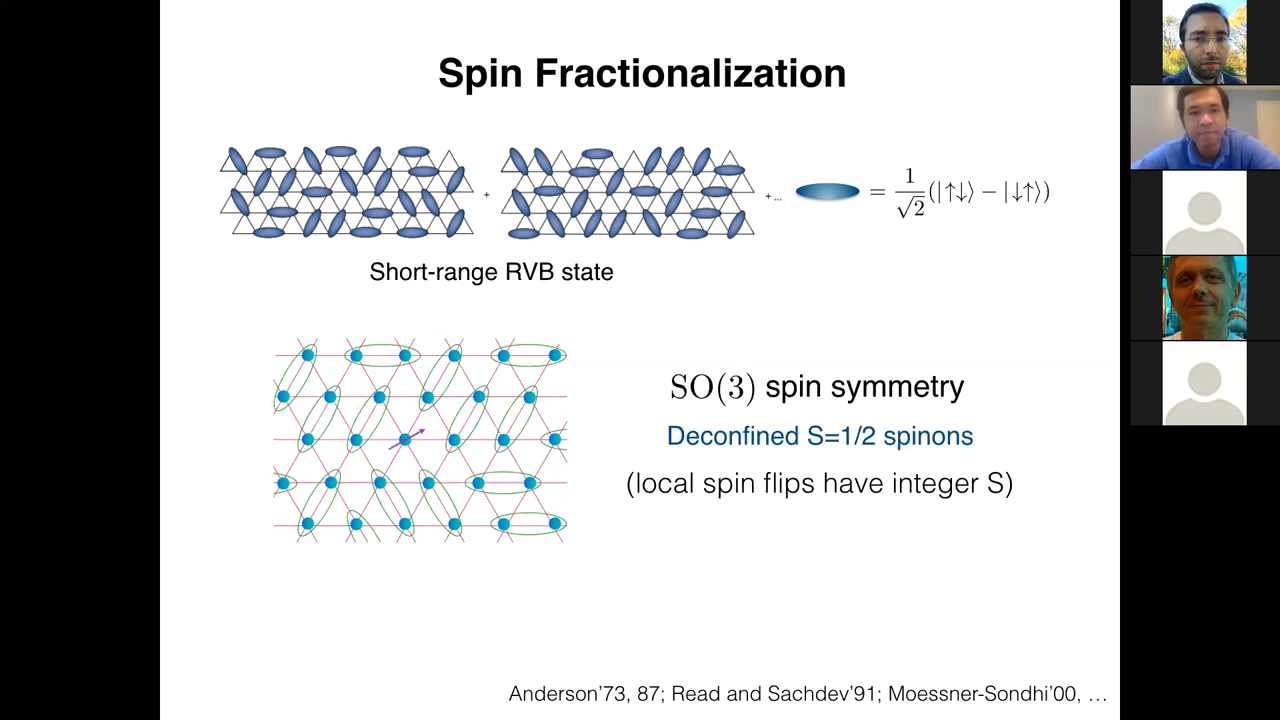 Spin Fractionalization
+
+ ...
= 1/√2 (|↑↓⟩ − |↓↑⟩)
Short-range RVB state
SO(3) spin symmetry
Deconfined S=1/2 spinons
(local spin flips have integer S)
Anderson’73, 87; Read and Sachdev’91; Moessner-Sondhi’00, …